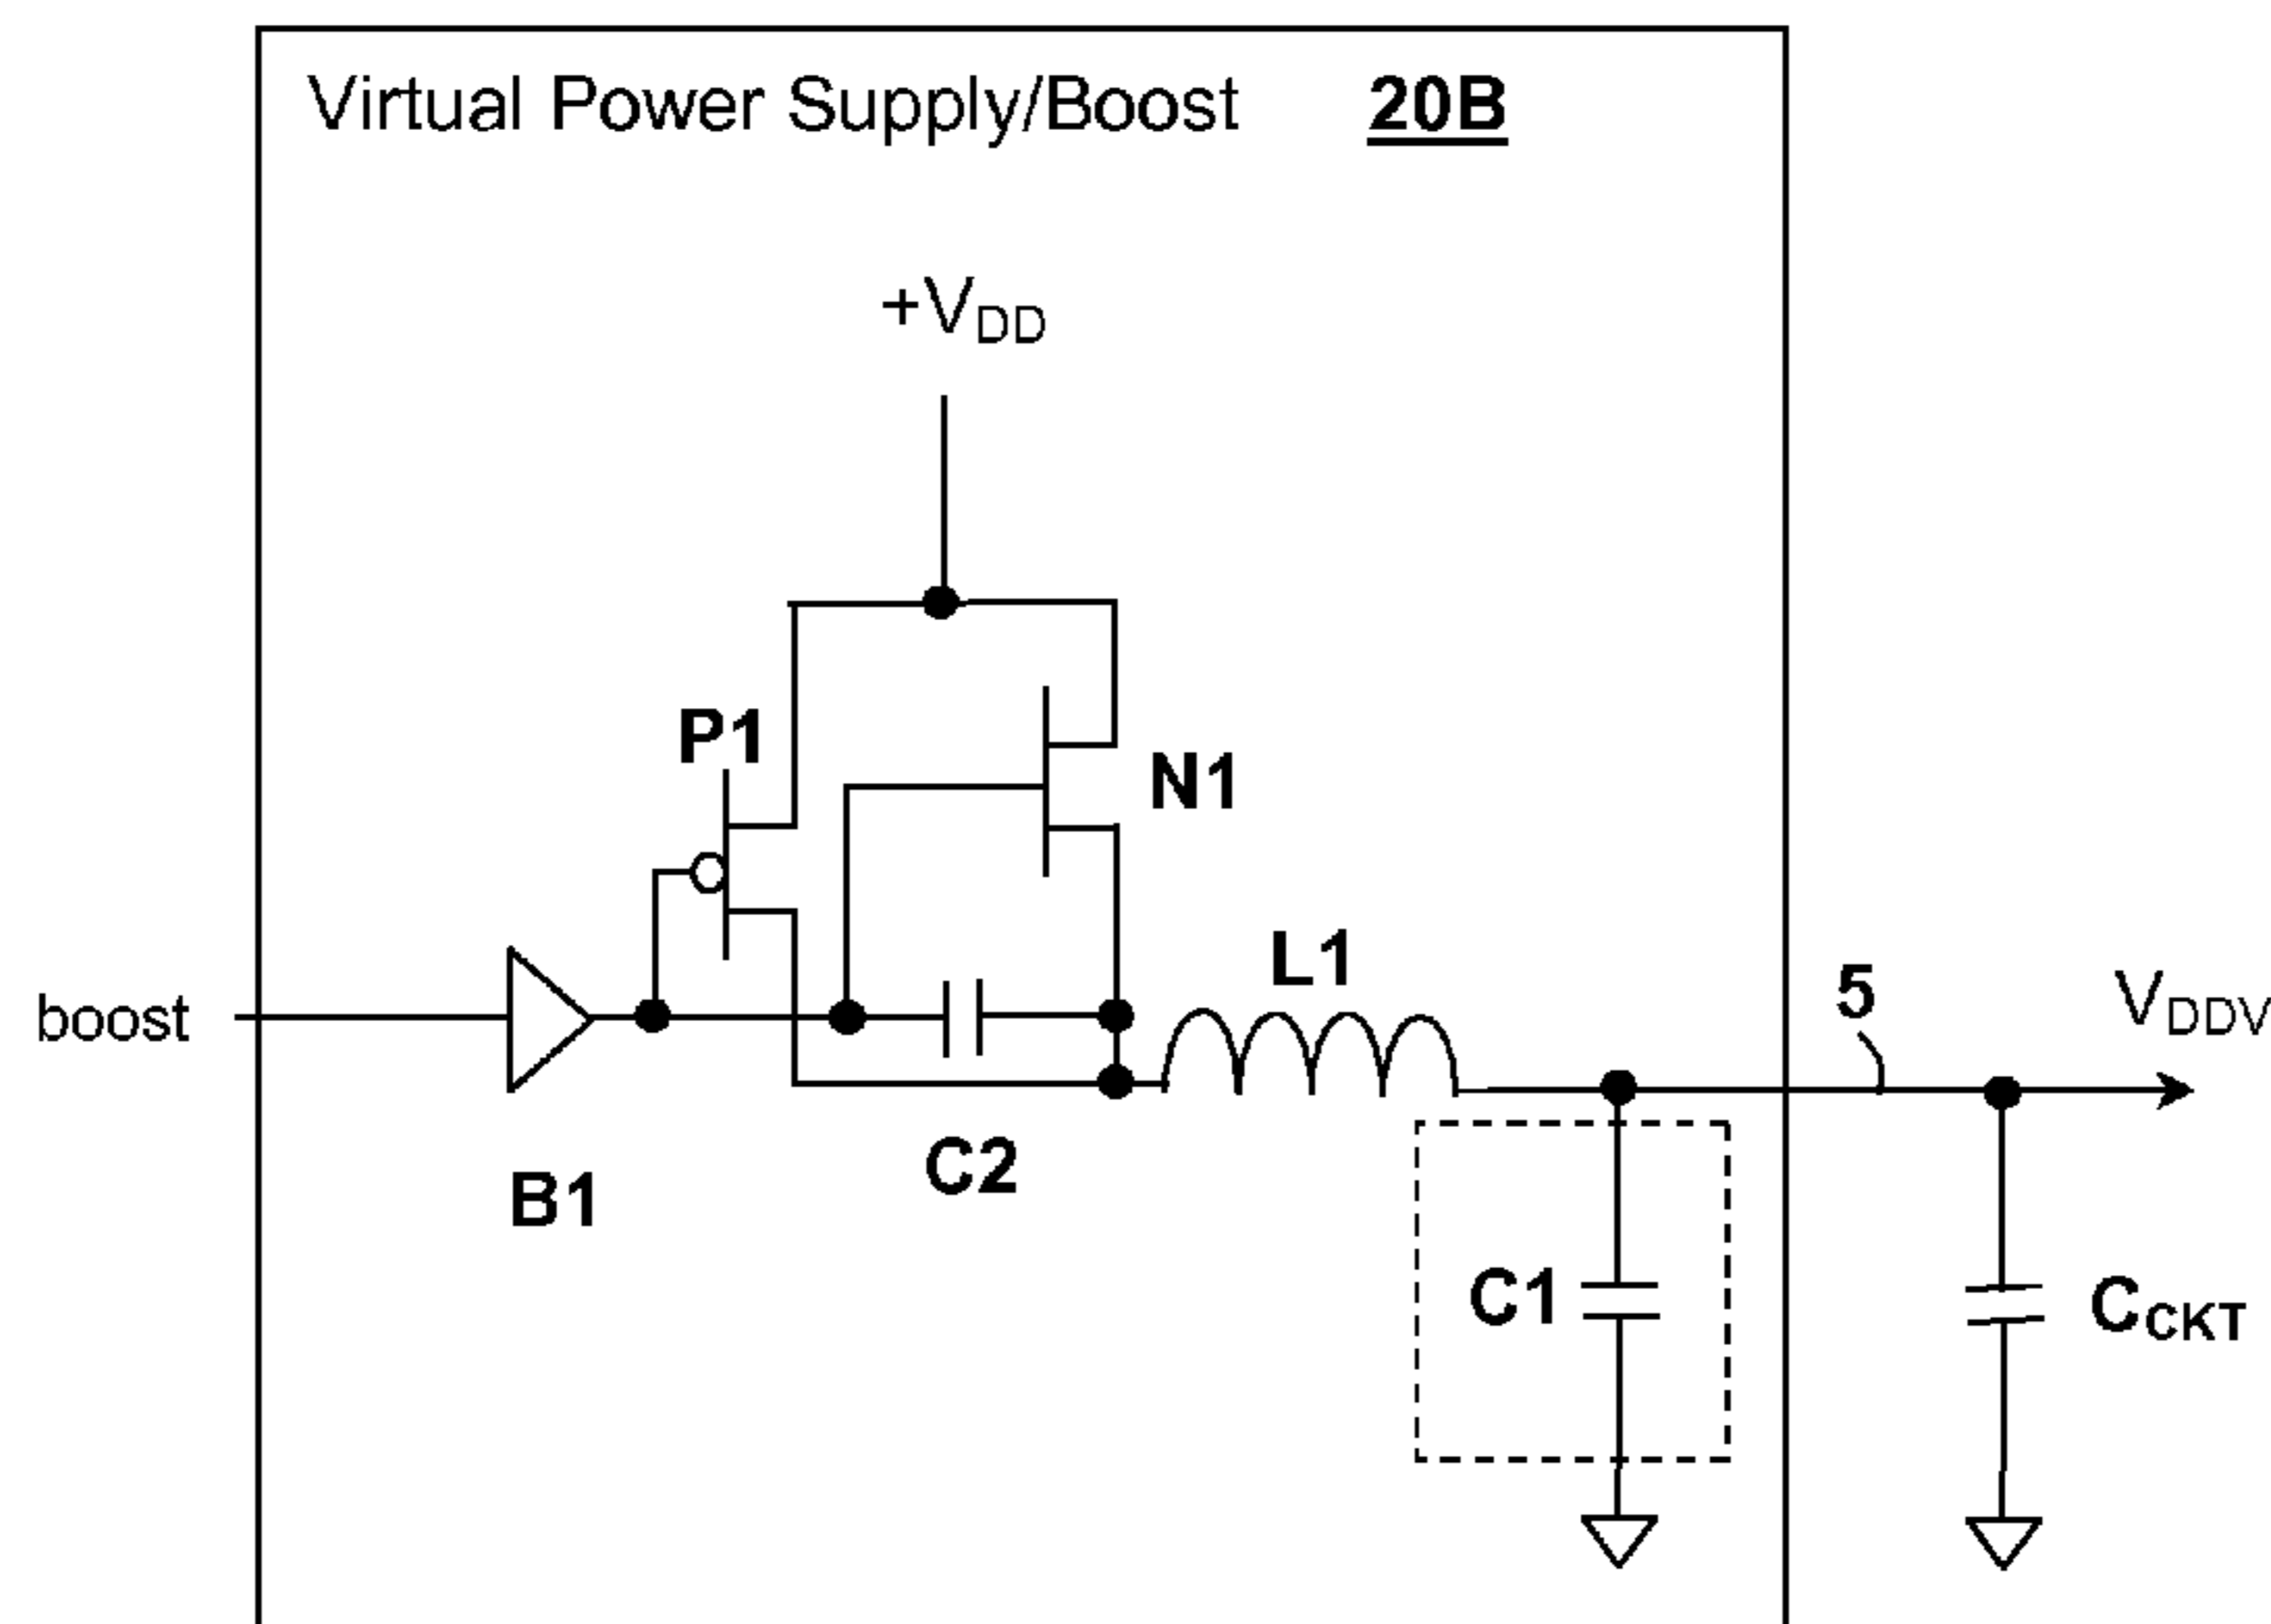 Virtual Power Supply/Boost 20B
+VDD
P1
N1
L1
5
VDDV
boost
B1
C2
C1
CCKT